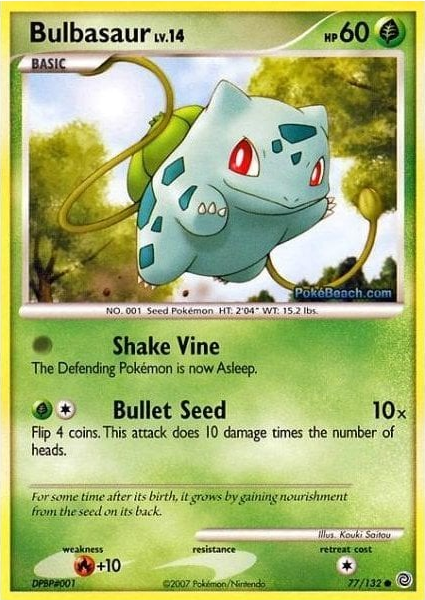 Bulbasaur LV.14 HP 60
BASIC
PokéBeach.com
NO. 001 Seed Pokémon HT: 2'04" WT: 15.2 lbs.
Shake Vine
The Defending Pokémon is now Asleep.
Bullet Seed 10×
Flip 4 coins. This attack does 10 damage times the number of
heads.
For some time after its birth, it grows by gaining nourishment
from the seed on its back.
Illus. Kouki Saitou
weakness resistance retreat cost
+10
DPBP#001 ©2007 Pokémon/Nintendo 77/132